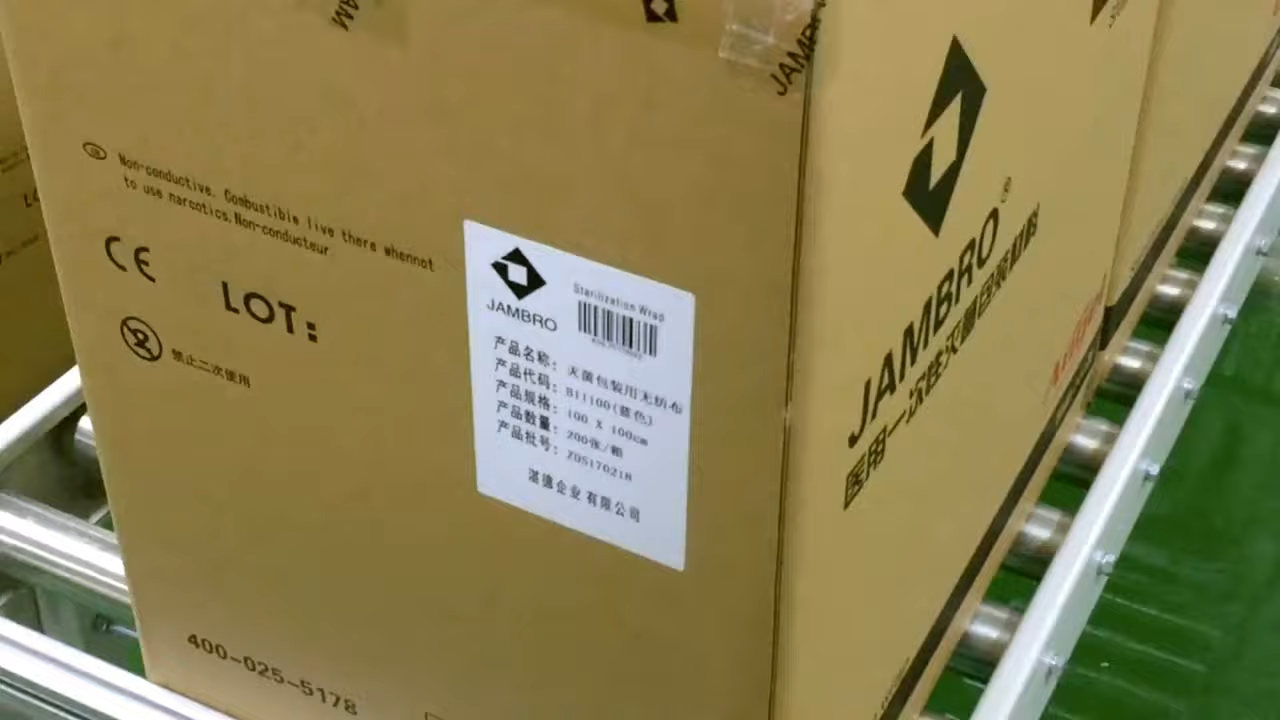 JAMBRO
Non-conductive. Combustible live there whennot
to use narcotics.Non-conducteur
CE
LOT:
禁止二次使用
JAMBRO
Sterilization Wrap
产品名称: 灭菌包装用无纺布
产品代码: B11100(蓝色)
产品规格: 100 X 100cm
产品数量: 200张/箱
产品批号: ZDS17021R
湛德企业有限公司
400-025-5178
JAMBRO®
医用一次性灭菌包装材料